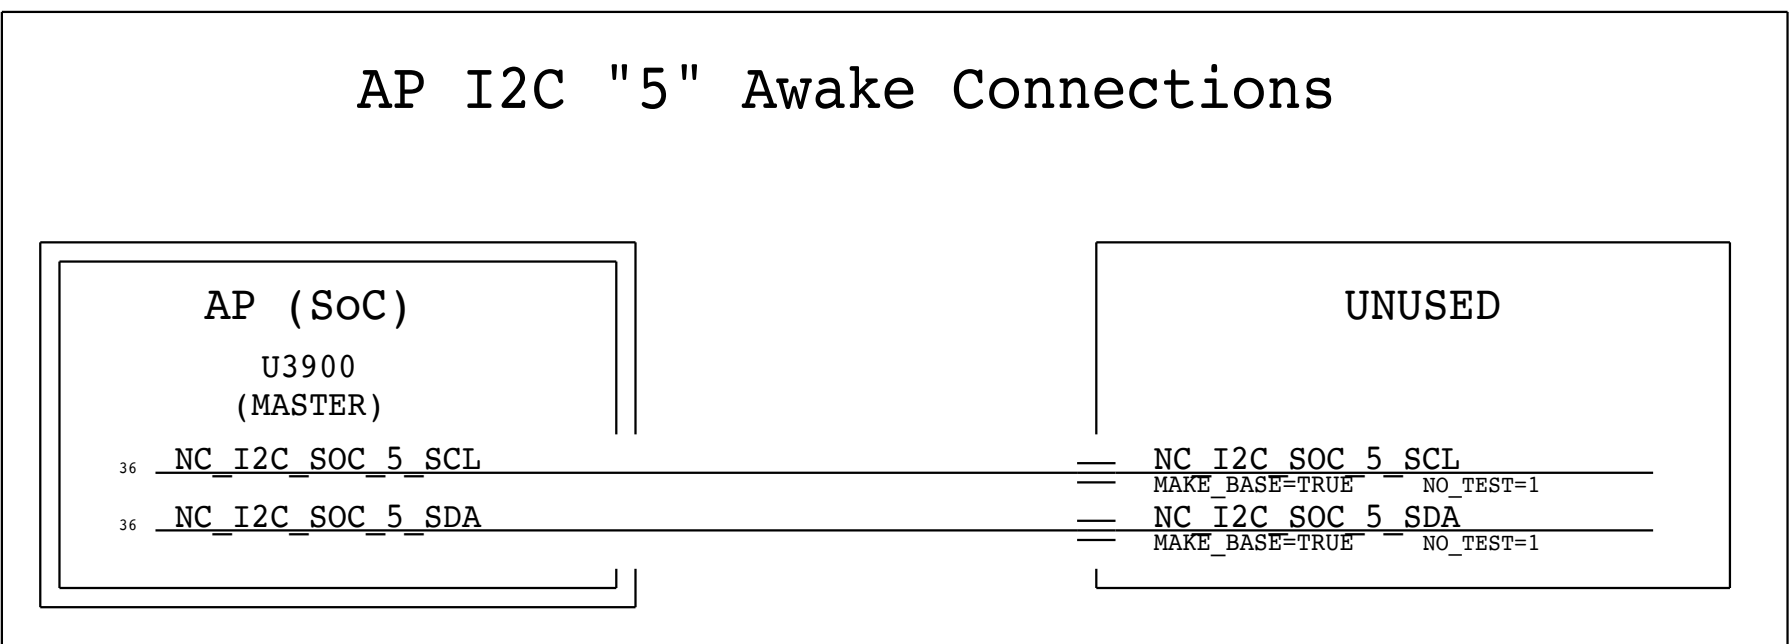 AP I2C "5" Awake Connections
AP (SoC)
U3900
(MASTER)
36 NC_I2C_SOC_5_SCL
36 NC_I2C_SOC_5_SDA
UNUSED
NC_I2C_SOC_5_SCL
MAKE_BASE=TRUE NO_TEST=1
NC_I2C_SOC_5_SDA
MAKE_BASE=TRUE NO_TEST=1